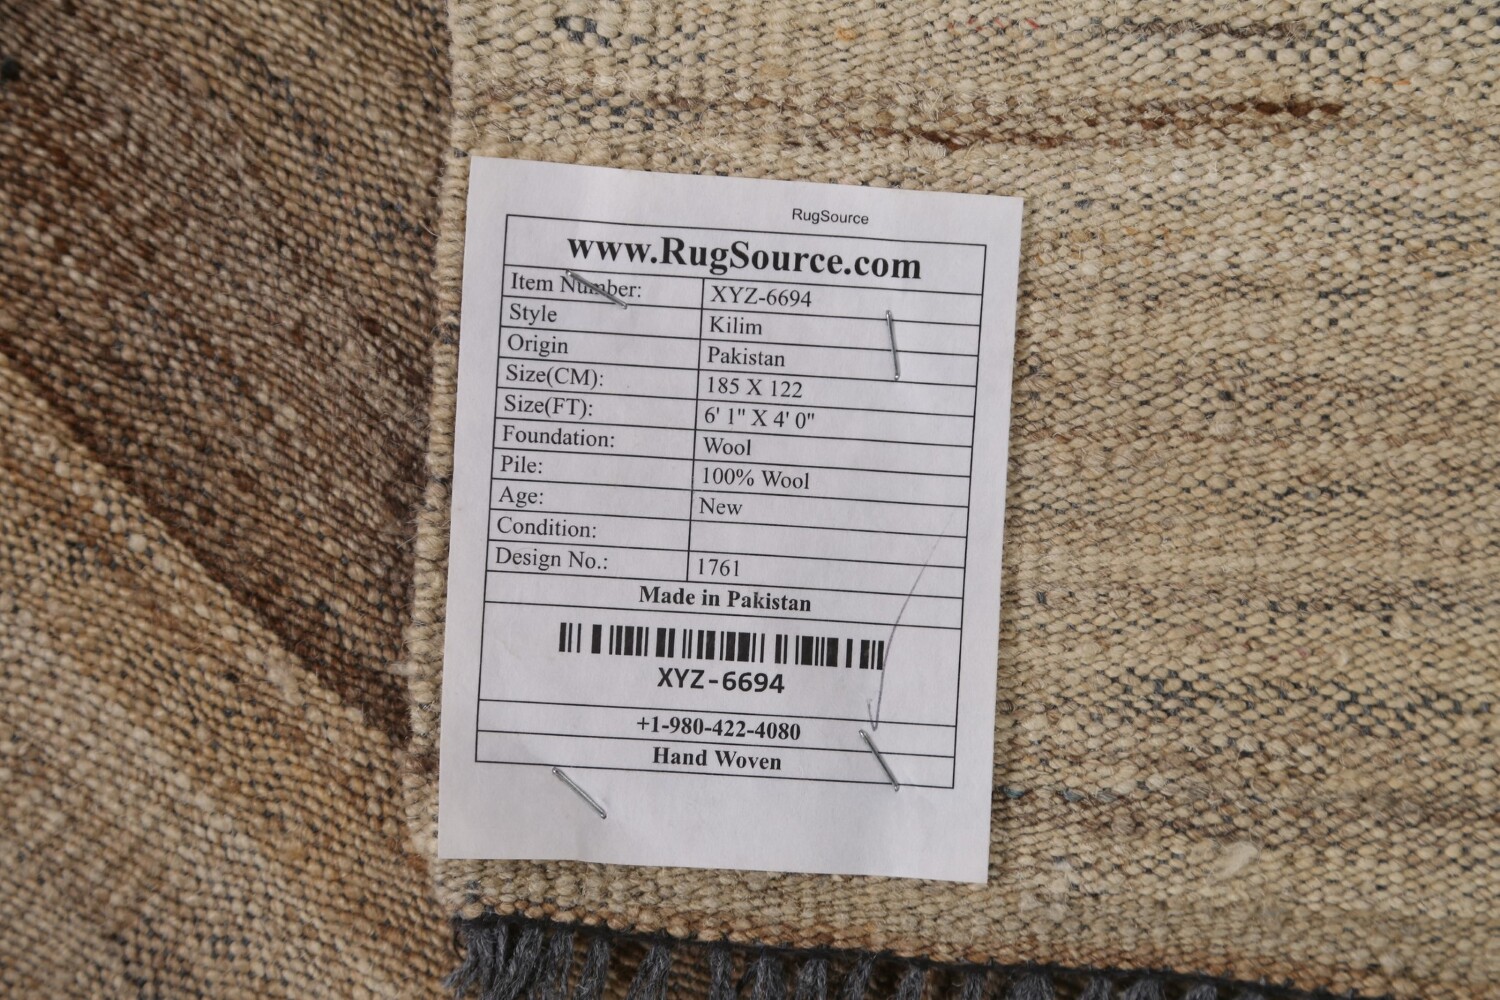 RugSource
www.RugSource.com
Item Number: XYZ-6694
Style Kilim
Origin Pakistan
Size(CM): 185 X 122
Size(FT): 6' 1" X 4' 0"
Foundation: Wool
Pile: 100% Wool
Age: New
Condition:
Design No.: 1761
Made in Pakistan
XYZ-6694
+1-980-422-4080
Hand Woven